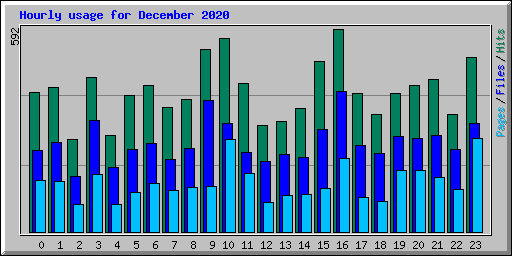 Hourly usage for December 2020
592
Pages / Files / Hits
0 1 2 3 4 5 6 7 8 9 10 11 12 13 14 15 16 17 18 19 20 21 22 23